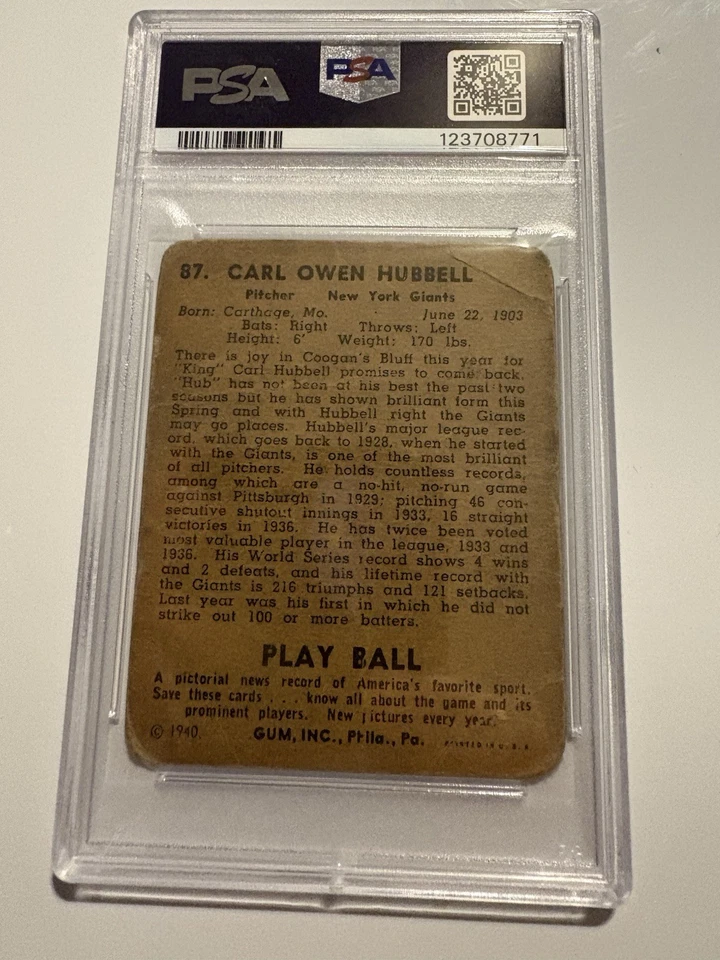 PSA
PSA
123708771
87. CARL OWEN HUBBELL
Pitcher New York Giants
Born: Carthage, Mo. June 22, 1903
Bats: Right Throws: Left
Height: 6' Weight: 170 lbs.
There is joy in Coogan's Bluff this year for
"King" Carl Hubbell promises to come back.
"Hub" has not been at his best the past two
seasons but he has shown brilliant form this
Spring and with Hubbell right the Giants
may go places. Hubbell's major league rec-
ord, which goes back to 1928, when he started
with the Giants, is one of the most brilliant
of all pitchers. He holds countless records,
among which are a no-hit, no-run game
against Pittsburgh in 1929; pitching 46 con-
secutive shutout innings in 1933, 16 straight
victories in 1936. He has twice been voted
most valuable player in the league, 1933 and
1936. His World Series record shows 4 wins
and 2 defeats, and his lifetime record with
the Giants is 216 triumphs and 121 setbacks.
Last year was his first in which he did not
strike out 100 or more batters.
PLAY BALL
A pictorial news record of America's favorite sport.
Save these cards . . . know all about the game and its
prominent players. New pictures every year.
© 1940 GUM, INC., Phila., Pa. PRINTED IN U. S. A.